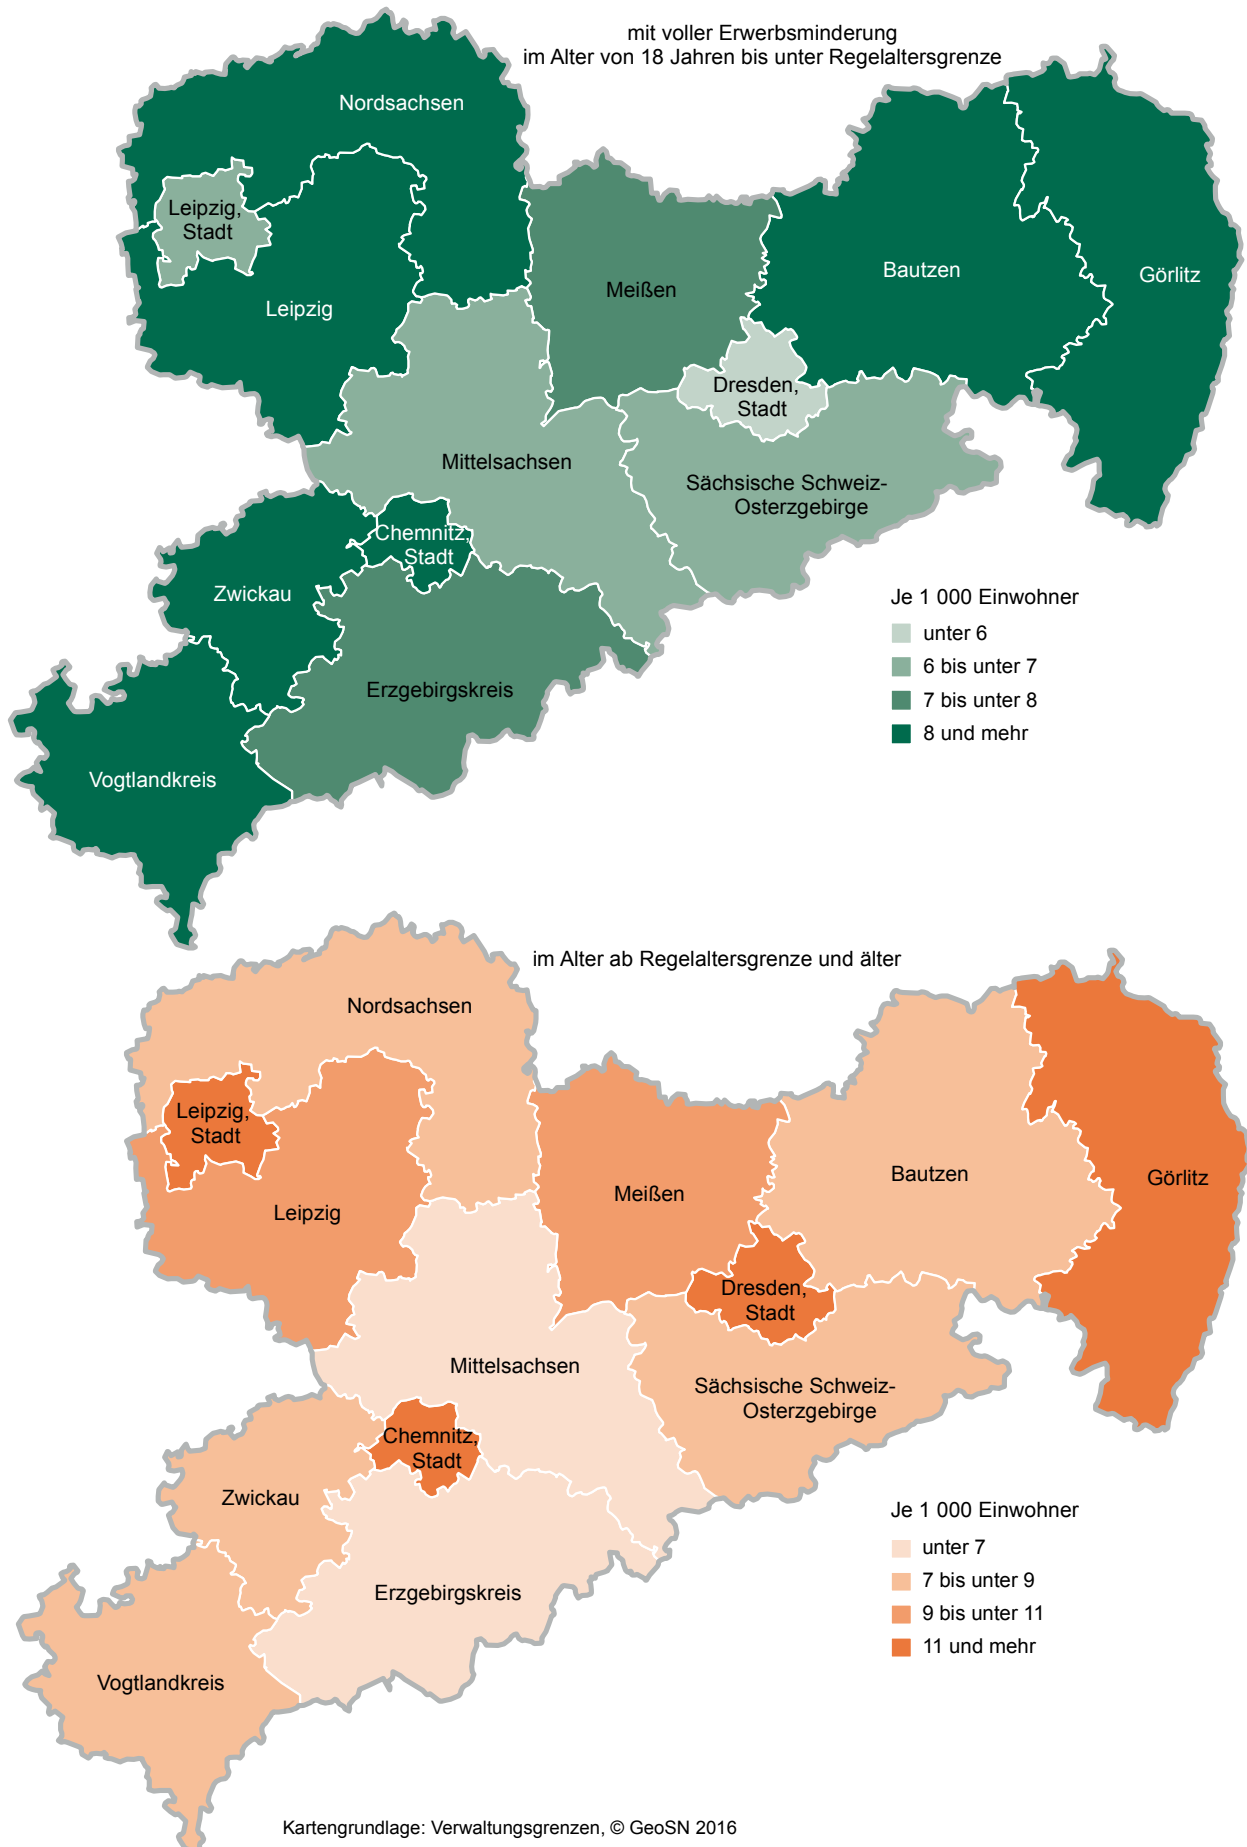 mit voller Erwerbsminderung
im Alter von 18 Jahren bis unter Regelaltersgrenze
Nordsachsen
Leipzig,
Stadt
Leipzig
Meißen
Bautzen
Görlitz
Dresden,
Stadt
Mittelsachsen
Sächsische Schweiz-
Osterzgebirge
Chemnitz,
Stadt
Zwickau
Erzgebirgskreis
Vogtlandkreis
Je 1 000 Einwohner
unter 6
6 bis unter 7
7 bis unter 8
8 und mehr
im Alter ab Regelaltersgrenze und älter
Nordsachsen
Leipzig,
Stadt
Leipzig
Meißen
Bautzen
Görlitz
Dresden,
Stadt
Mittelsachsen
Sächsische Schweiz-
Osterzgebirge
Chemnitz,
Stadt
Zwickau
Erzgebirgskreis
Vogtlandkreis
Je 1 000 Einwohner
unter 7
7 bis unter 9
9 bis unter 11
11 und mehr
Kartengrundlage: Verwaltungsgrenzen, © GeoSN 2016